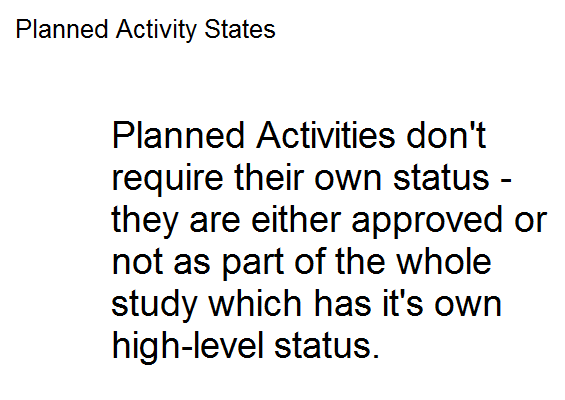 Planned Activity States
Planned Activities don't
require their own status -
they are either approved or
not as part of the whole
study which has it's own
high-level status.